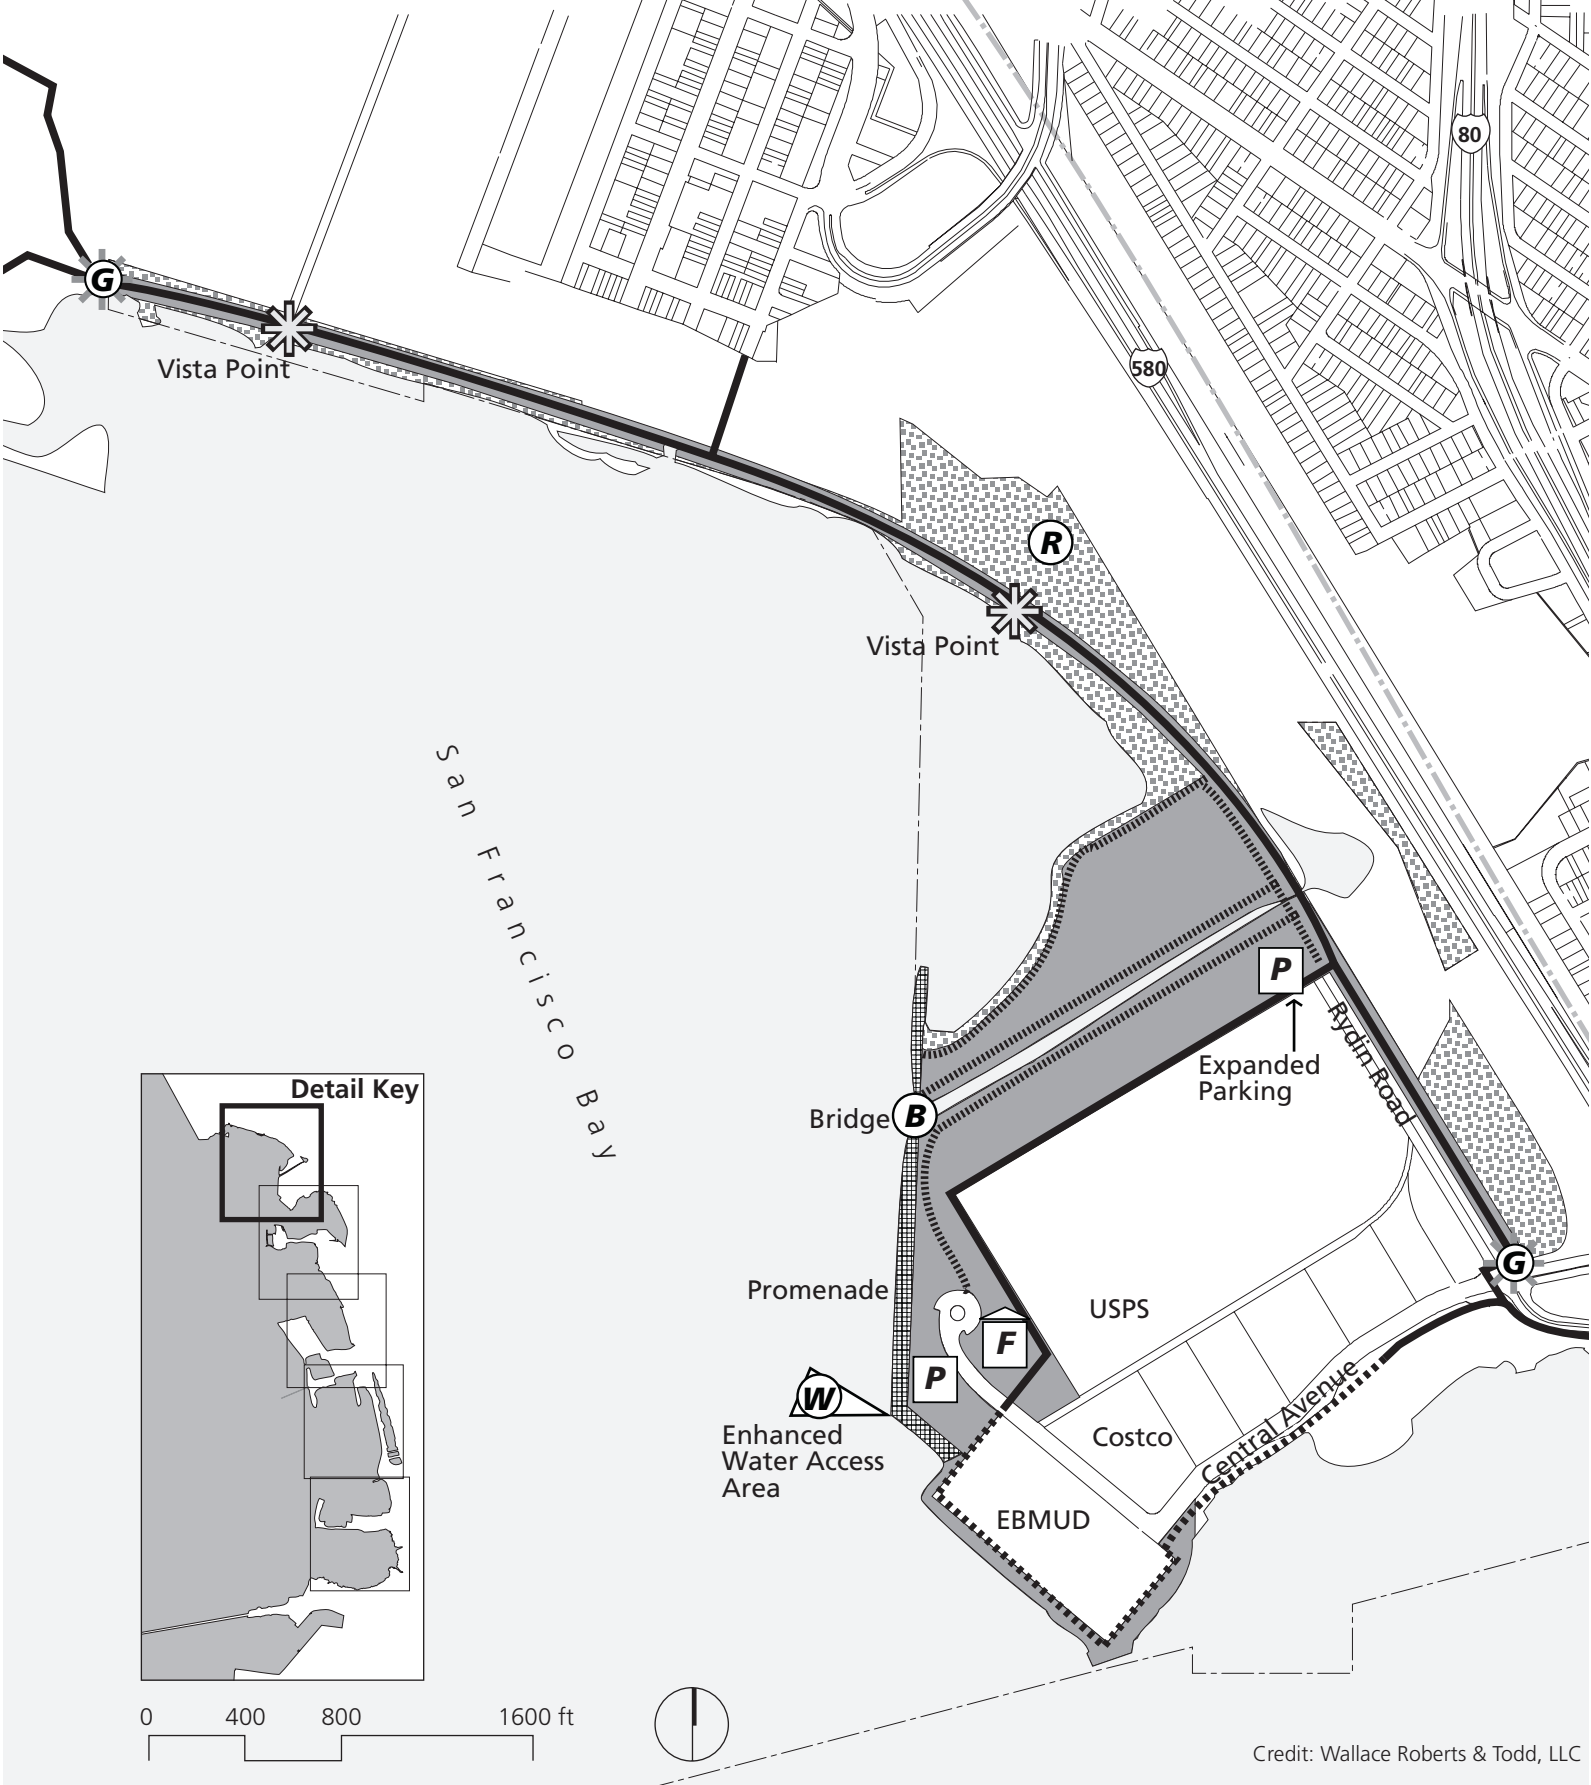 80
G
Vista Point
580
R
Vista Point
San Francisco Bay
P
Rydin Road
Expanded
Parking
Detail Key
Bridge
B
G
Promenade
USPS
F
P
W
Enhanced
Water Access
Area
Costco
Central Avenue
EBMUD
0 400 800 1600 ft
Credit: Wallace Roberts & Todd, LLC